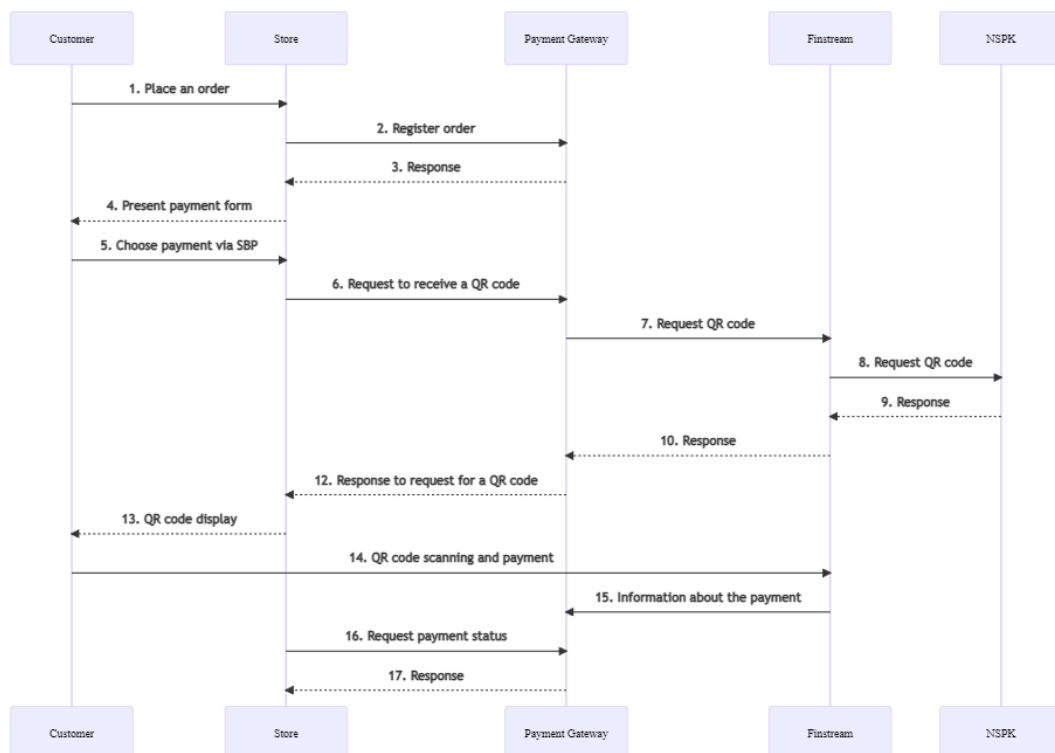 Customer
Store
Payment Gateway
Finstream
NSPK
1. Place an order
2. Register order
3. Response
4. Present payment form
5. Choose payment via SBP
6. Request to receive a QR code
7. Request QR code
8. Request QR code
9. Response
10. Response
12. Response to request for a QR code
13. QR code display
14. QR code scanning and payment
15. Information about the payment
16. Request payment status
17. Response
Customer
Store
Payment Gateway
Finstream
NSPK